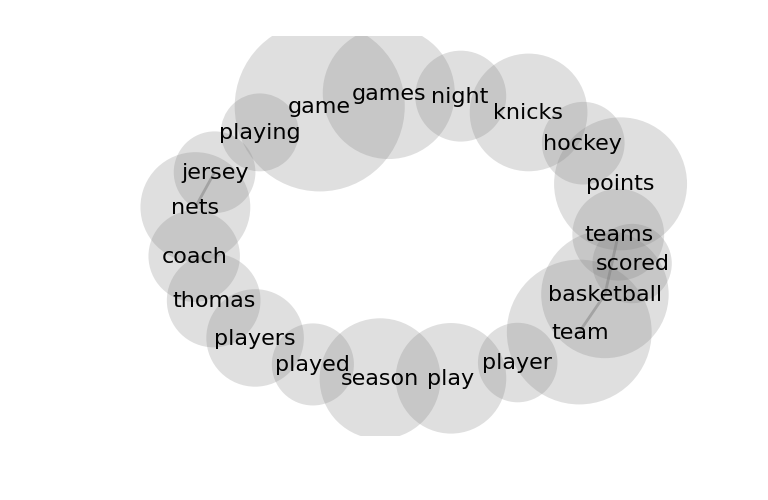 games
night
game
knicks
playing
hockey
jersey
points
nets
teams
coach
scored
thomas
basketball
team
players
player
played
season
play